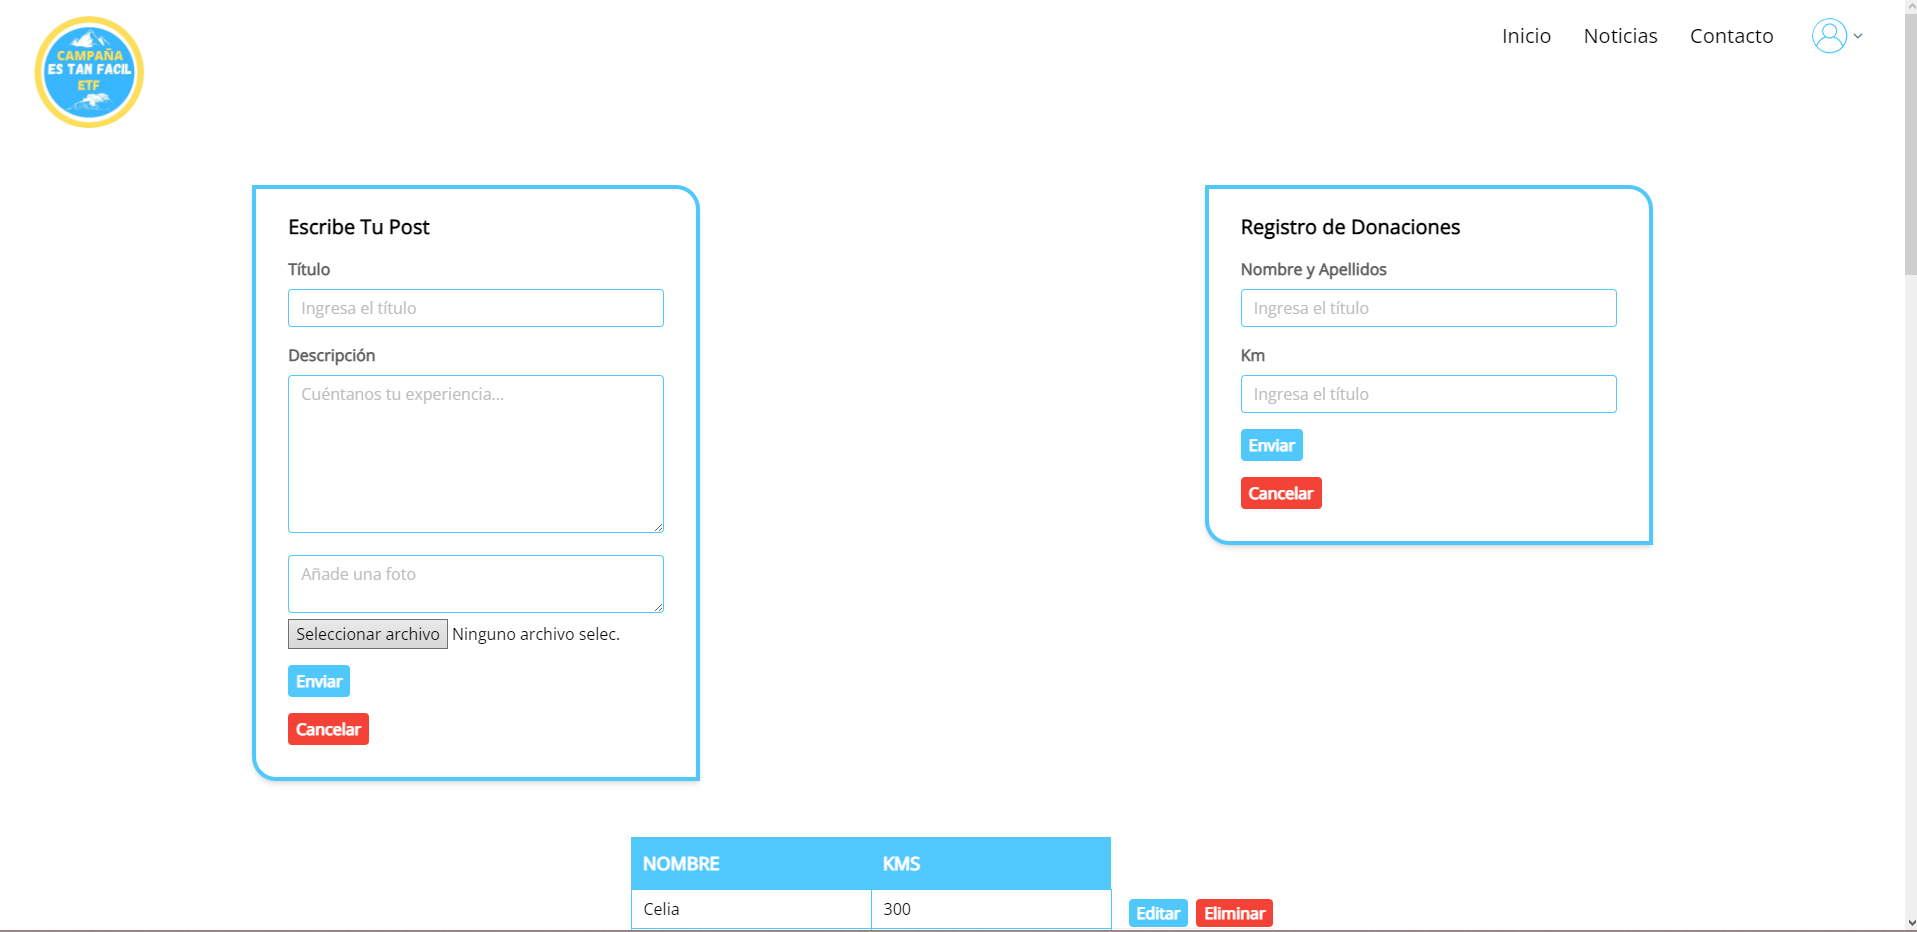 CAMPAÑA
ES TAN FACIL
ETF
Inicio Noticias Contacto
Escribe Tu Post
Título
Ingresa el título
Descripción
Cuéntanos tu experiencia...
Añade una foto
Seleccionar archivo Ninguno archivo selec.
Enviar
Cancelar
Registro de Donaciones
Nombre y Apellidos
Ingresa el título
Km
Ingresa el título
Enviar
Cancelar
NOMBRE KMS
Celia 300 Editar Eliminar